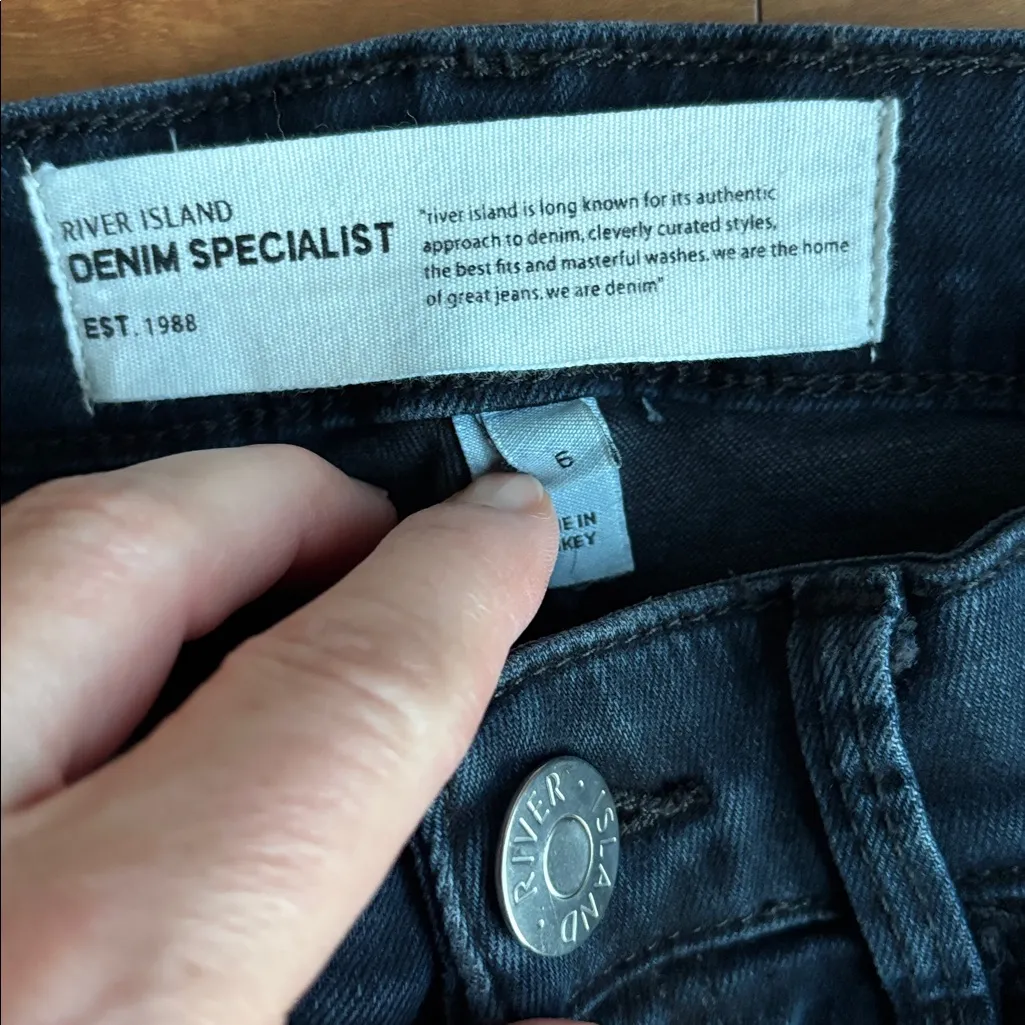 RIVER ISLAND
DENIM SPECIALIST
EST. 1988
"river island is long known for its authentic
approach to denim, cleverly curated styles,
the best fits and masterful washes. we are the home
of great jeans. we are denim"
6
E IN
KEY
RIVER · ISLAND ·